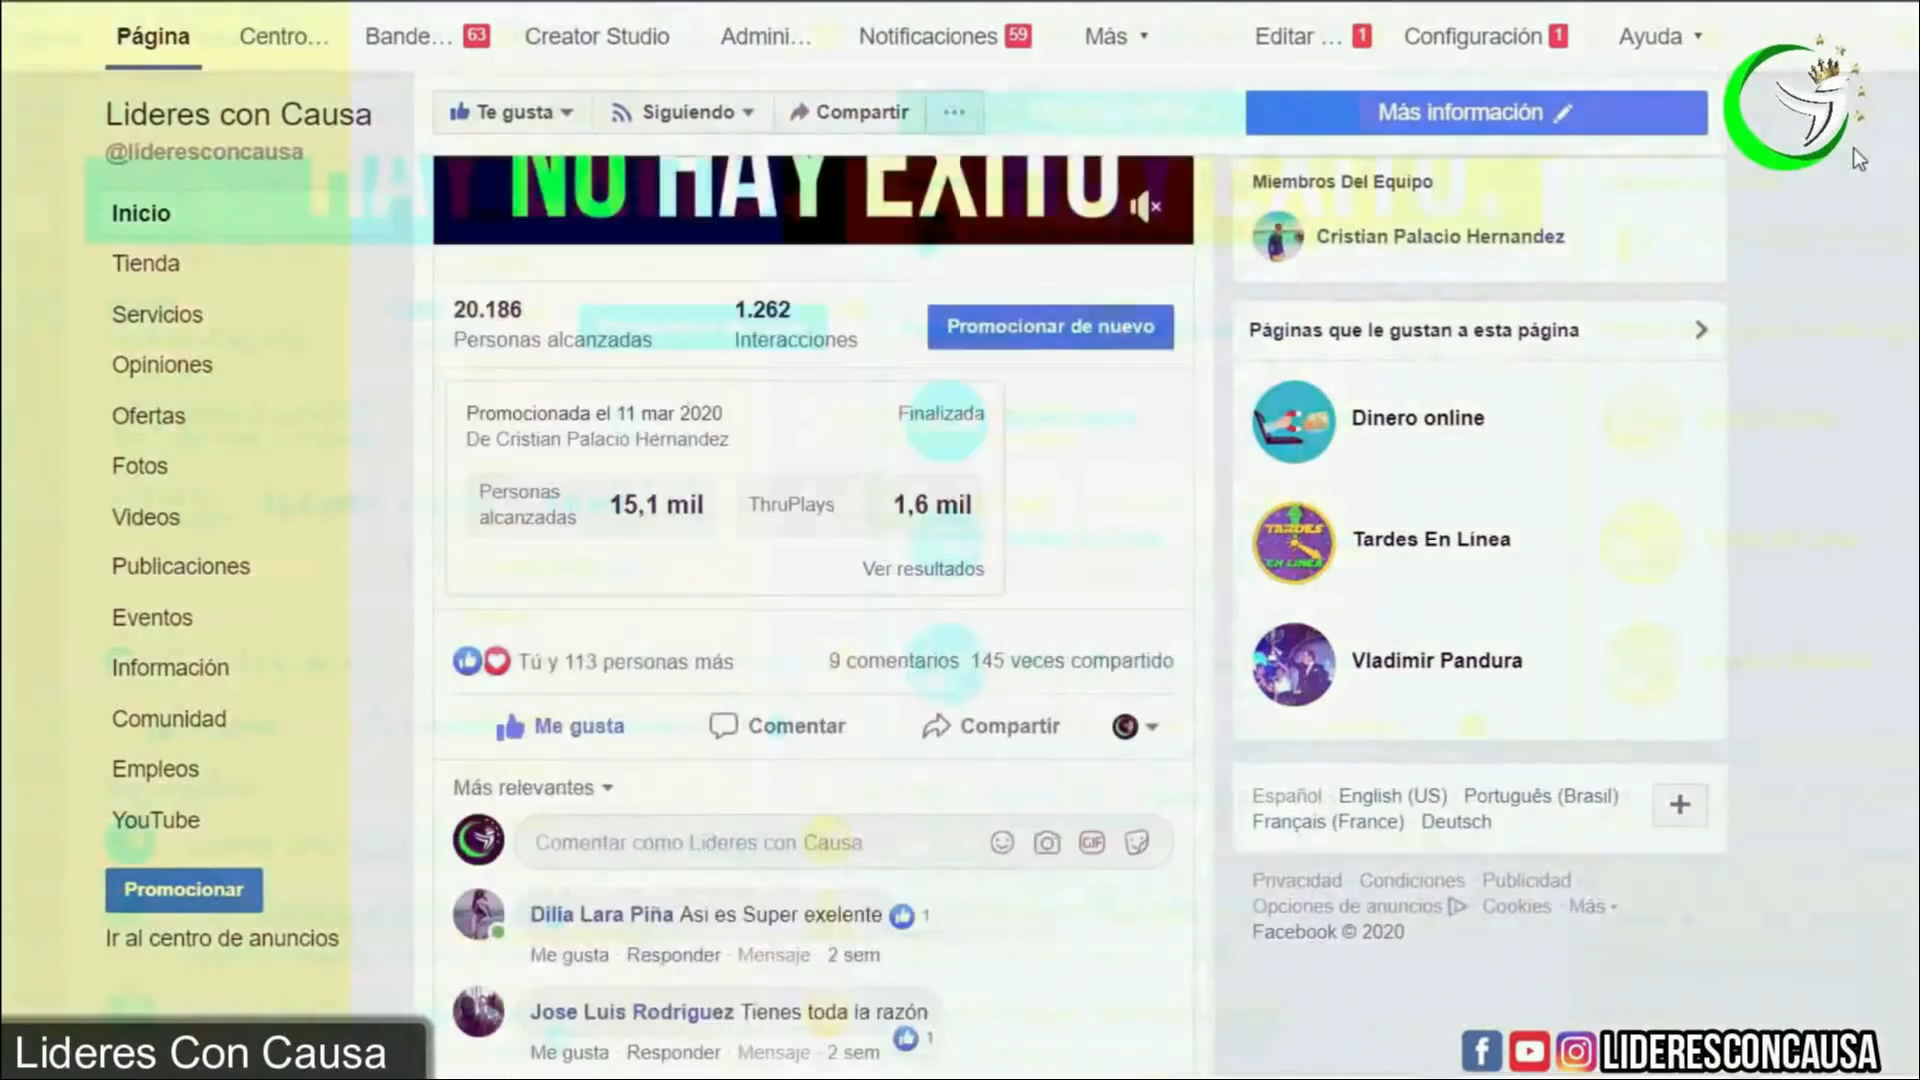 Página
Centro...
Bande... 63
Creator Studio
Admini...
Notificaciones 59
Más
Editar ... 1
Configuración 1
Ayuda
Lideres con Causa
@lideresconcausa
Inicio
Tienda
Servicios
Opiniones
Ofertas
Fotos
Videos
Publicaciones
Eventos
Información
Comunidad
Empleos
YouTube
Promocionar
Ir al centro de anuncios
Te gusta
Siguiendo
Compartir
...
Más información
NO HAY EXITO
20.186
Personas alcanzadas
1.262
Interacciones
Promocionar de nuevo
Promocionada el 11 mar 2020
De Cristian Palacio Hernandez
Finalizada
Personas
alcanzadas
15,1 mil
ThruPlays
1,6 mil
Ver resultados
Tú y 113 personas más
9 comentarios 145 veces compartido
Me gusta
Comentar
Compartir
Más relevantes
Comentar como Lideres con Causa
GIF
Dilia Lara Piña Asi es Super exelente 1
Me gusta · Responder · Mensaje · 2 sem
Jose Luis Rodriguez Tienes toda la razón
1
Me gusta · Responder · Mensaje · 2 sem
Miembros Del Equipo
Cristian Palacio Hernandez
Páginas que le gustan a esta página
Dinero online
TARDES
EN LINEA
Tardes En Línea
Vladimir Pandura
Español · English (US) · Português (Brasil)
Français (France) · Deutsch
Privacidad · Condiciones · Publicidad
Opciones de anuncios · Cookies · Más
Facebook © 2020
Lideres Con Causa
LIDERESCONCAUSA